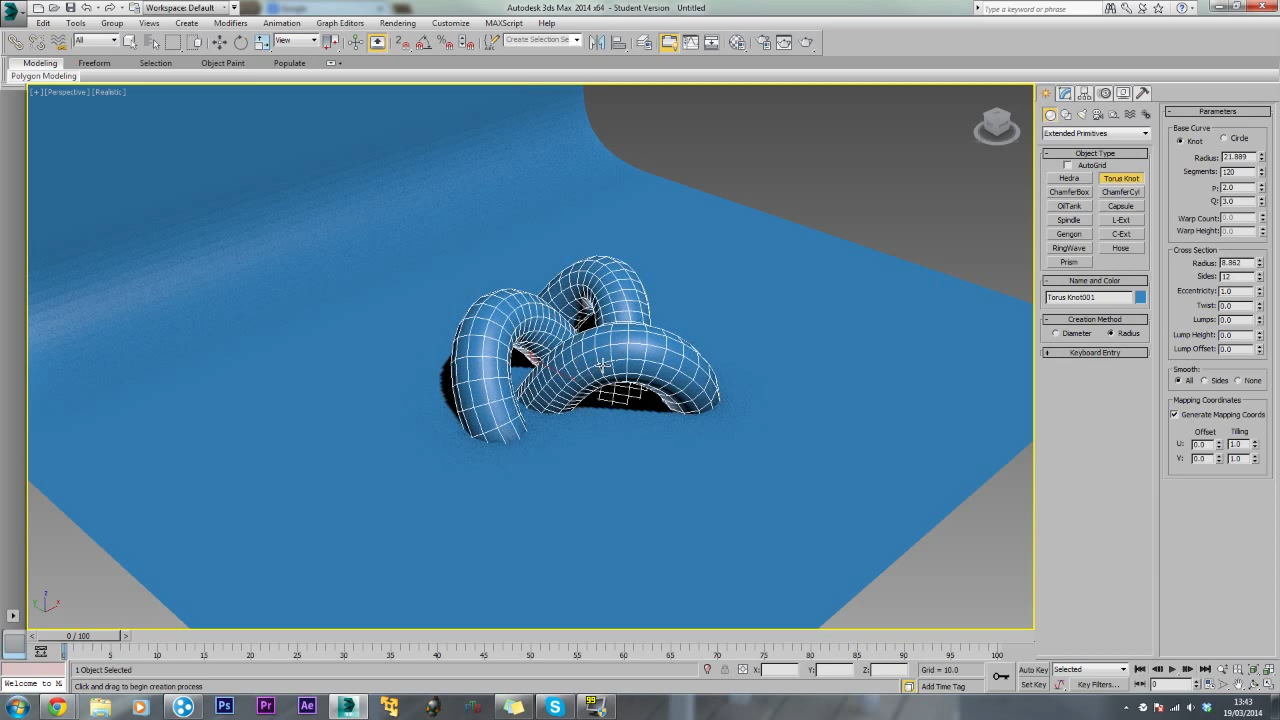 Workspace: Default
Autodesk 3ds Max 2014 x64 - Student Version Untitled
Type a keyword or phrase
Edit Tools Group Views Create Modifiers Animation Graph Editors Rendering Customize MAXScript Help
All View Create Selection Se
Modeling Freeform Selection Object Paint Populate
Polygon Modeling
[+] [Perspective] [Realistic]
Extended Primitives
- Object Type
AutoGrid
Hedra Torus Knot
ChamferBox ChamferCyl
OilTank Capsule
Spindle L-Ext
Gengon C-Ext
RingWave Hose
Prism
- Name and Color
Torus Knot001
- Creation Method
Diameter Radius
+ Keyboard Entry
- Parameters
Base Curve
Knot Circle
Radius: 21.889
Segments: 120
P: 2.0
Q: 3.0
Warp Count: 0.0
Warp Height: 0.0
Cross Section
Radius: 8.862
Sides: 12
Eccentricity: 1.0
Twist: 0.0
Lumps: 0.0
Lump Height: 0.0
Lump Offset: 0.0
Smooth:
All Sides None
Mapping Coordinates
Generate Mapping Coords
Offset Tiling
U: 0.0 1.0
V: 0.0 1.0
z
y x
< 0 / 100 >
5 10 15 20 25 30 35 40 45 50 55 60 65 70 75 80 85 90 95 100
1 Object Selected X: Y: Z: Grid = 10.0 Auto Key Selected
Welcome to M Click and drag to begin creation process Add Time Tag Set Key Key Filters... 0
Ps Pr Ae S 99
13:43
19/03/2014